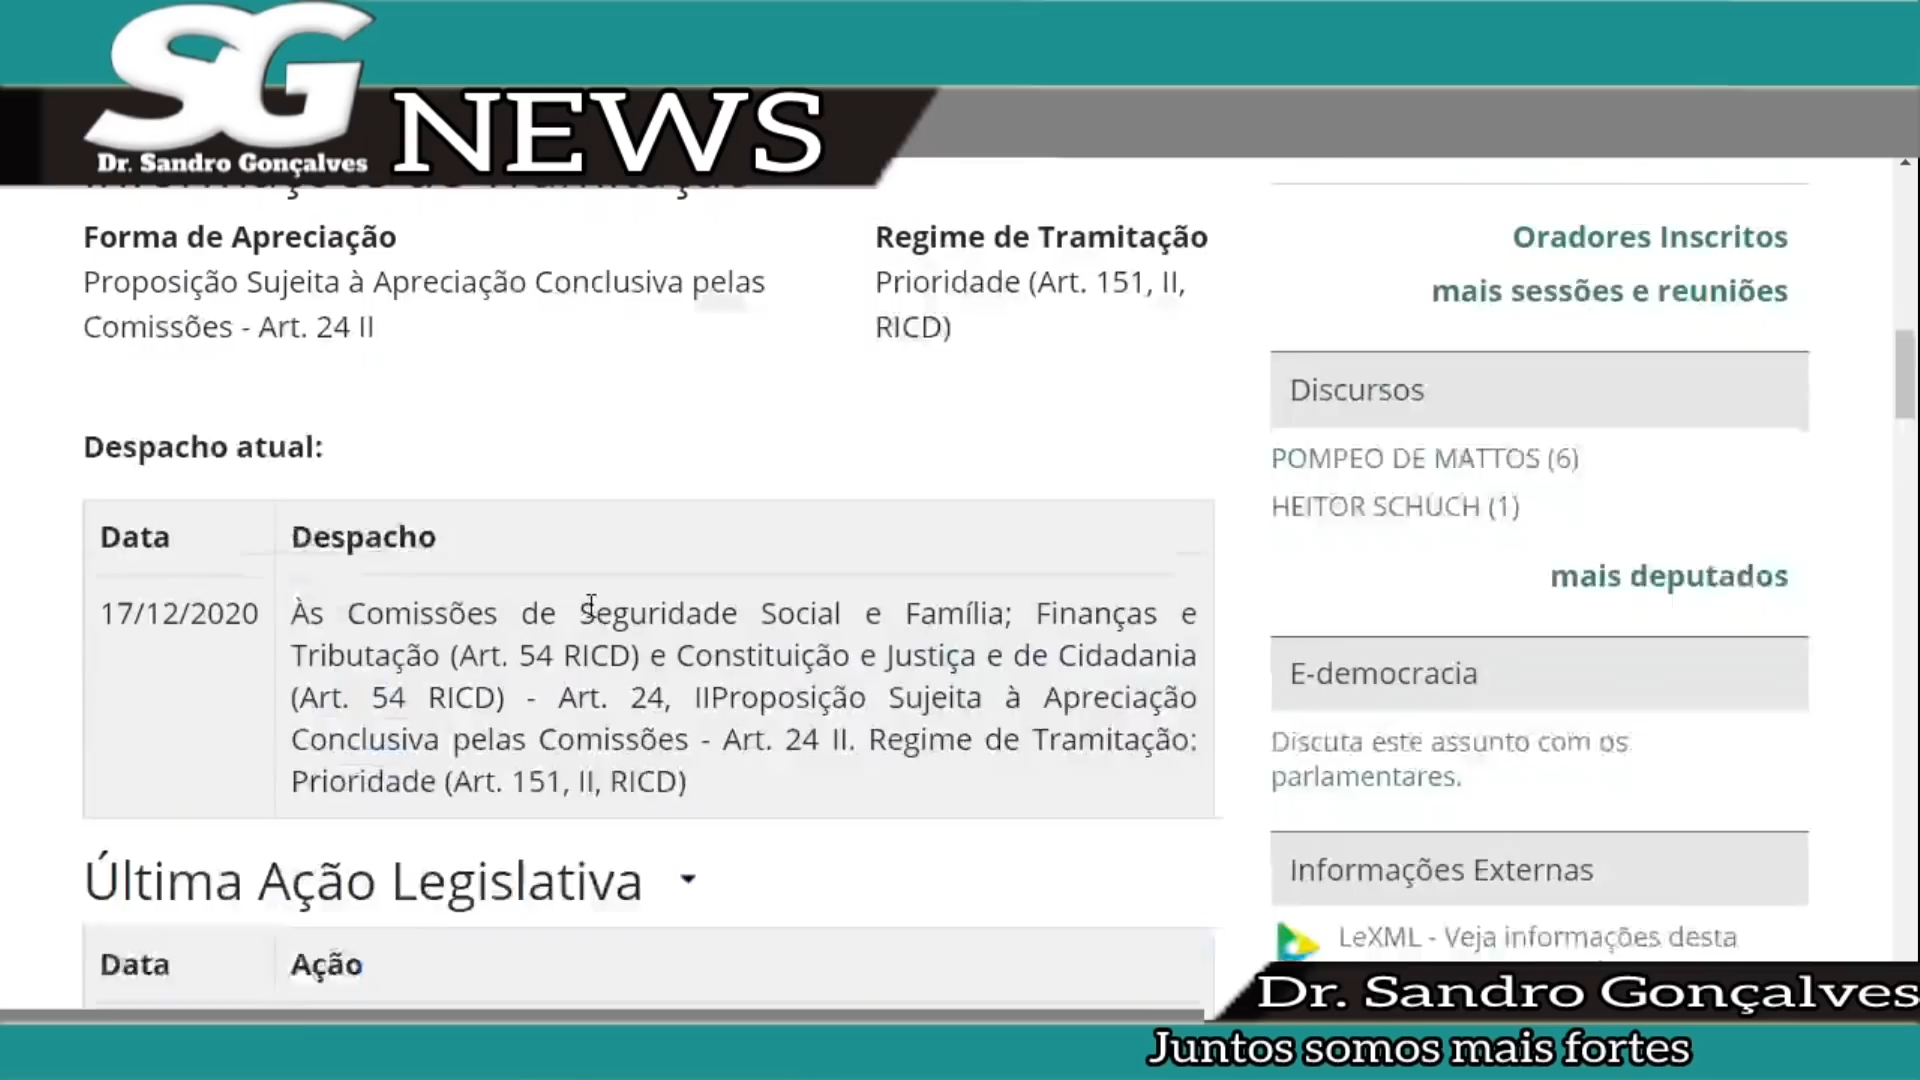 SG
Dr. Sandro Gonçalves
NEWS
Informações de Tramitação
Forma de Apreciação
Proposição Sujeita à Apreciação Conclusiva pelas
Comissões - Art. 24 II
Regime de Tramitação
Prioridade (Art. 151, II,
RICD)
Despacho atual:
Data
Despacho
17/12/2020
Às Comissões de Seguridade Social e Família; Finanças e
Tributação (Art. 54 RICD) e Constituição e Justiça e de Cidadania
(Art. 54 RICD) - Art. 24, IIProposição Sujeita à Apreciação
Conclusiva pelas Comissões - Art. 24 II. Regime de Tramitação:
Prioridade (Art. 151, II, RICD)
Última Ação Legislativa
Data
Ação
Oradores Inscritos
mais sessões e reuniões
Discursos
POMPEO DE MATTOS (6)
HEITOR SCHUCH (1)
mais deputados
E-democracia
Discuta este assunto com os
parlamentares.
Informações Externas
LeXML - Veja informações desta
Dr. Sandro Gonçalves
Juntos somos mais fortes